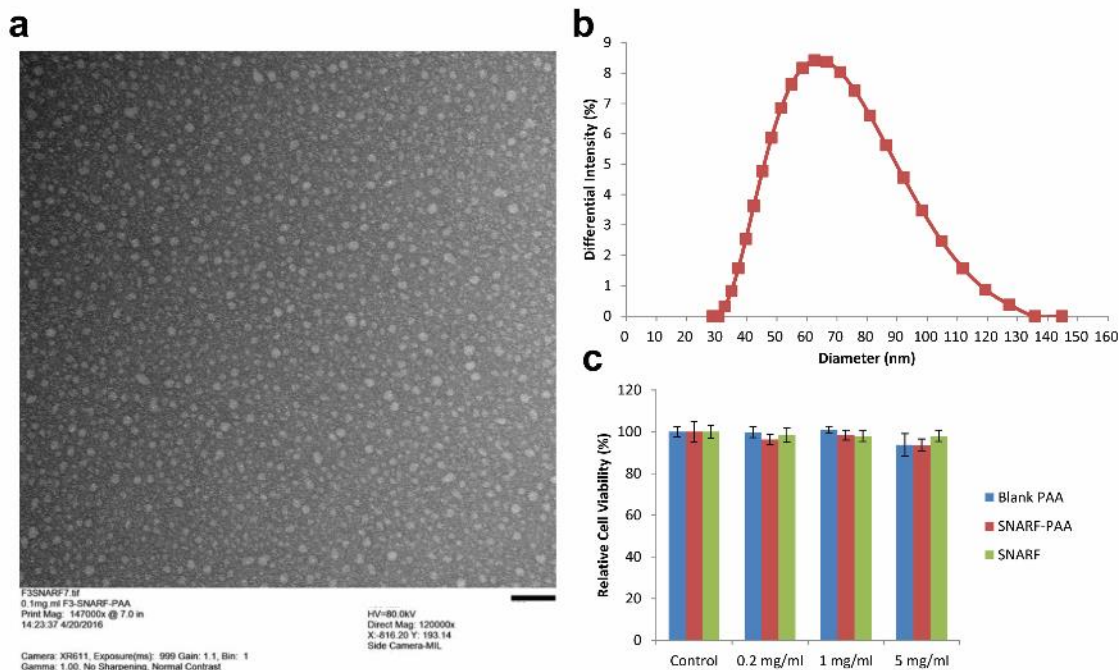 a
F3SNARF7.tif
0.1mg.ml F3-SNARF-PAA
Print Mag: 147000x @ 7.0 in
14:23:37 4/20/2016
Camera: XR611, Exposure(ms): 999 Gain: 1.1, Bin: 1
Gamma: 1.00, No Sharpening, Normal Contrast
HV=80.0kV
Direct Mag: 120000x
X:-816.20 Y: 193.14
Side Camera-MIL
b
Differential Intensity (%)
9
8
7
6
5
4
3
2
1
0
0 10 20 30 40 50 60 70 80 90 100 110 120 130 140 150 160
Diameter (nm)
c
Relative Cell Viability (%)
120
100
80
60
40
20
0
Control 0.2 mg/ml 1 mg/ml 5 mg/ml
Blank PAA
SNARF-PAA
SNARF